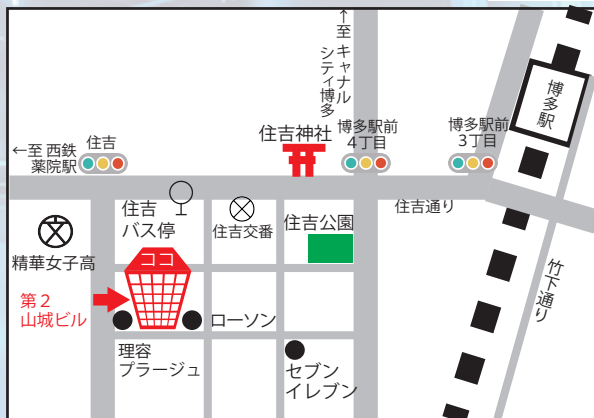 ←至 キャナル
シティ博多
博多駅
←至 西鉄
薬院駅
住吉
住吉神社
博多駅前
4丁目
博多駅前
3丁目
住吉通り
住吉
バス停
住吉交番
住吉公園
精華女子高
ココ
第2
山城ビル
ローソン
理容
プラージュ
セブン
イレブン
竹下通り